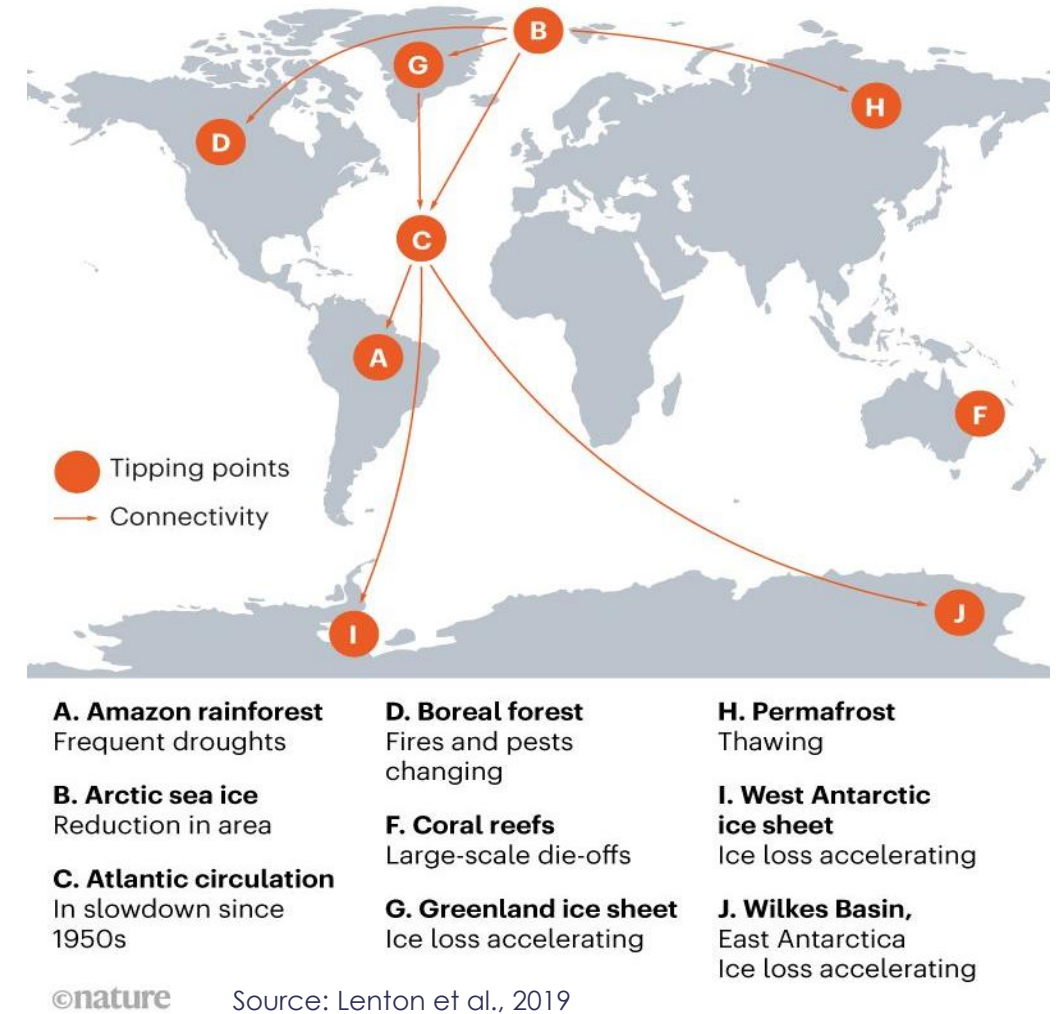 B
G
H
D
C
A
F
Tipping points
Connectivity
J
I
A. Amazon rainforest
Frequent droughts
B. Arctic sea ice
Reduction in area
C. Atlantic circulation
In slowdown since
1950s
D. Boreal forest
Fires and pests
changing
F. Coral reefs
Large-scale die-offs
G. Greenland ice sheet
Ice loss accelerating
H. Permafrost
Thawing
I. West Antarctic
ice sheet
Ice loss accelerating
J. Wilkes Basin,
East Antarctica
Ice loss accelerating
©nature
Source: Lenton et al., 2019